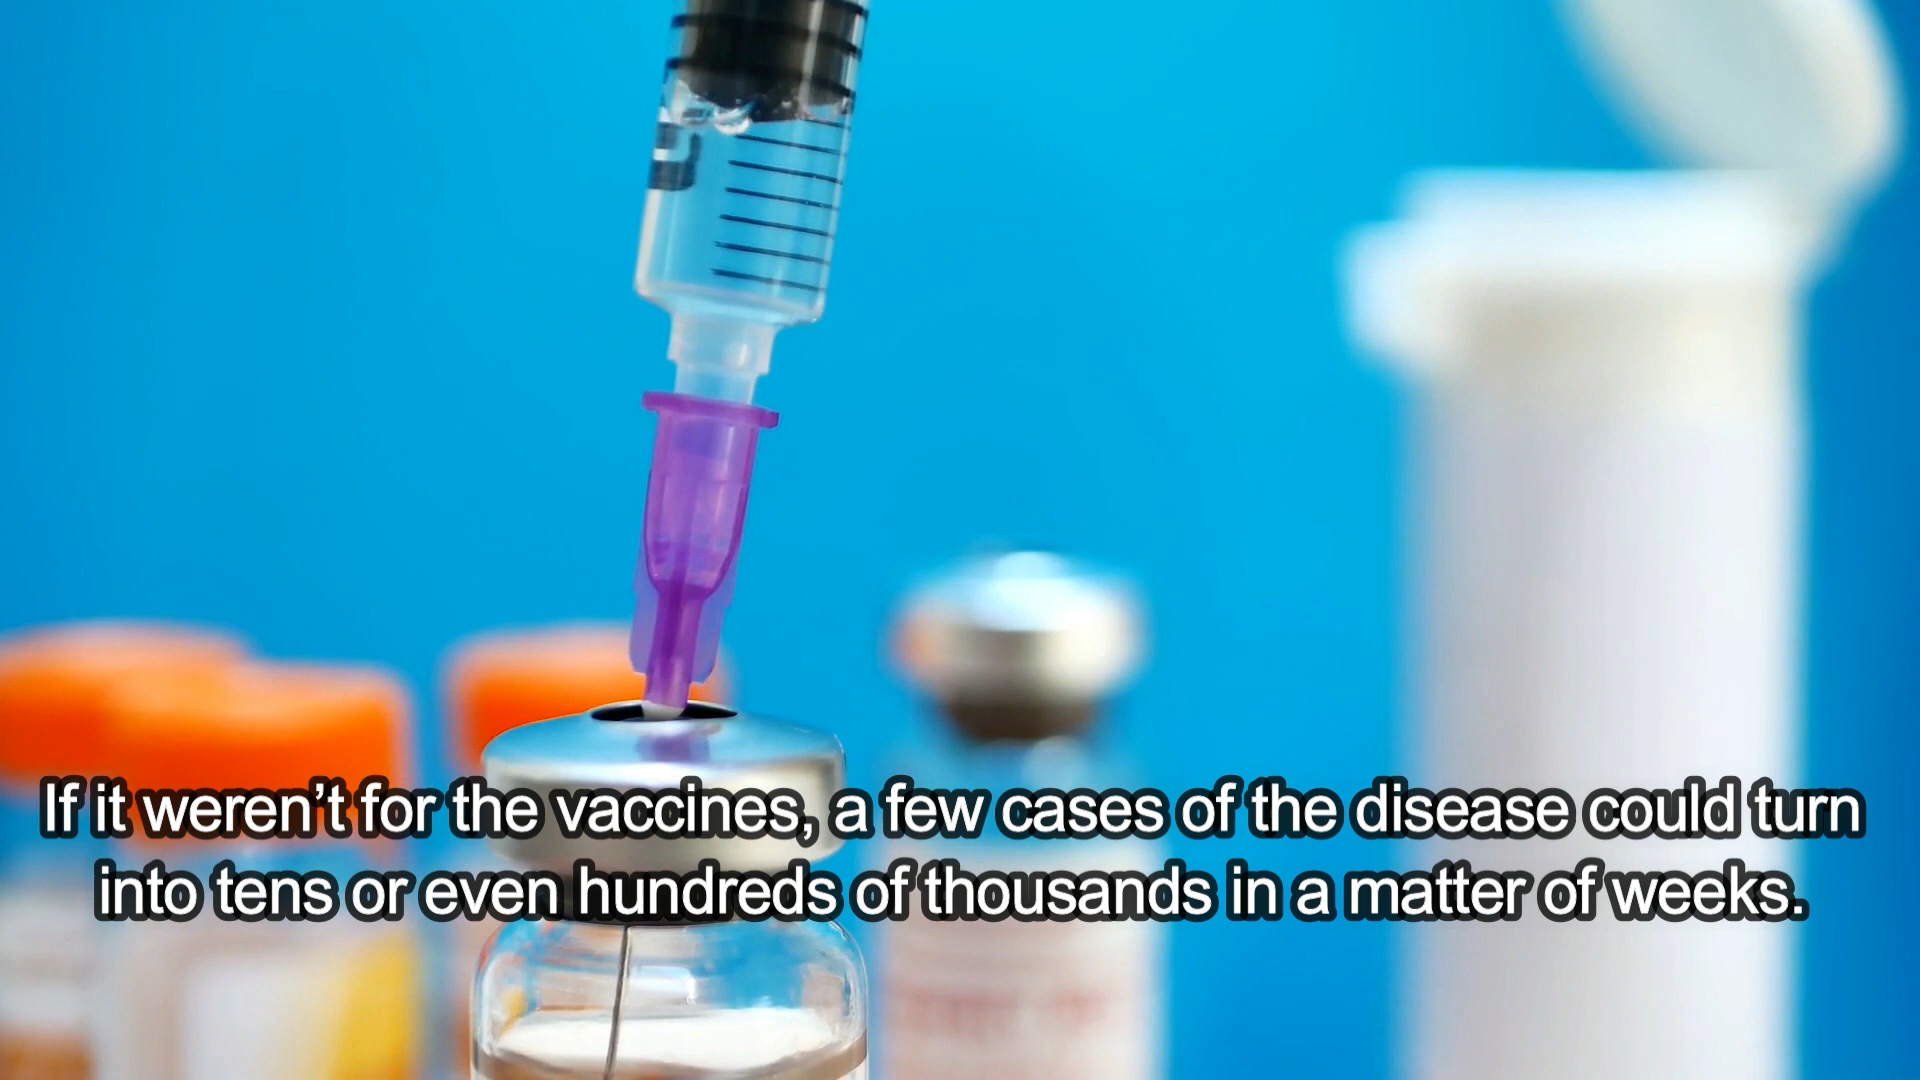 If it weren’t for the vaccines, a few cases of the disease could turn
into tens or even hundreds of thousands in a matter of weeks.